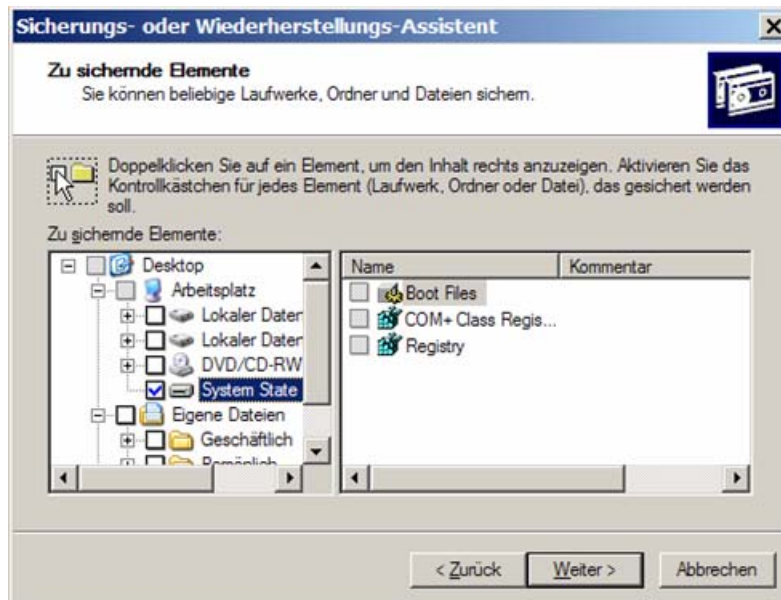 Sicherungs- oder Wiederherstellungs-Assistent
Zu sichernde Elemente
Sie können beliebige Laufwerke, Ordner und Dateien sichern.
Doppelklicken Sie auf ein Element, um den Inhalt rechts anzuzeigen. Aktivieren Sie das
Kontrollkästchen für jedes Element (Laufwerk, Ordner oder Datei), das gesichert werden
soll.
Zu sichernde Elemente:
Desktop
Arbeitsplatz
Lokaler Daten
Lokaler Daten
DVD/CD-RW
System State
Eigene Dateien
Geschäftlich
Persönlich
Name Kommentar
Boot Files
COM+ Class Regis...
Registry
< Zurück Weiter > Abbrechen